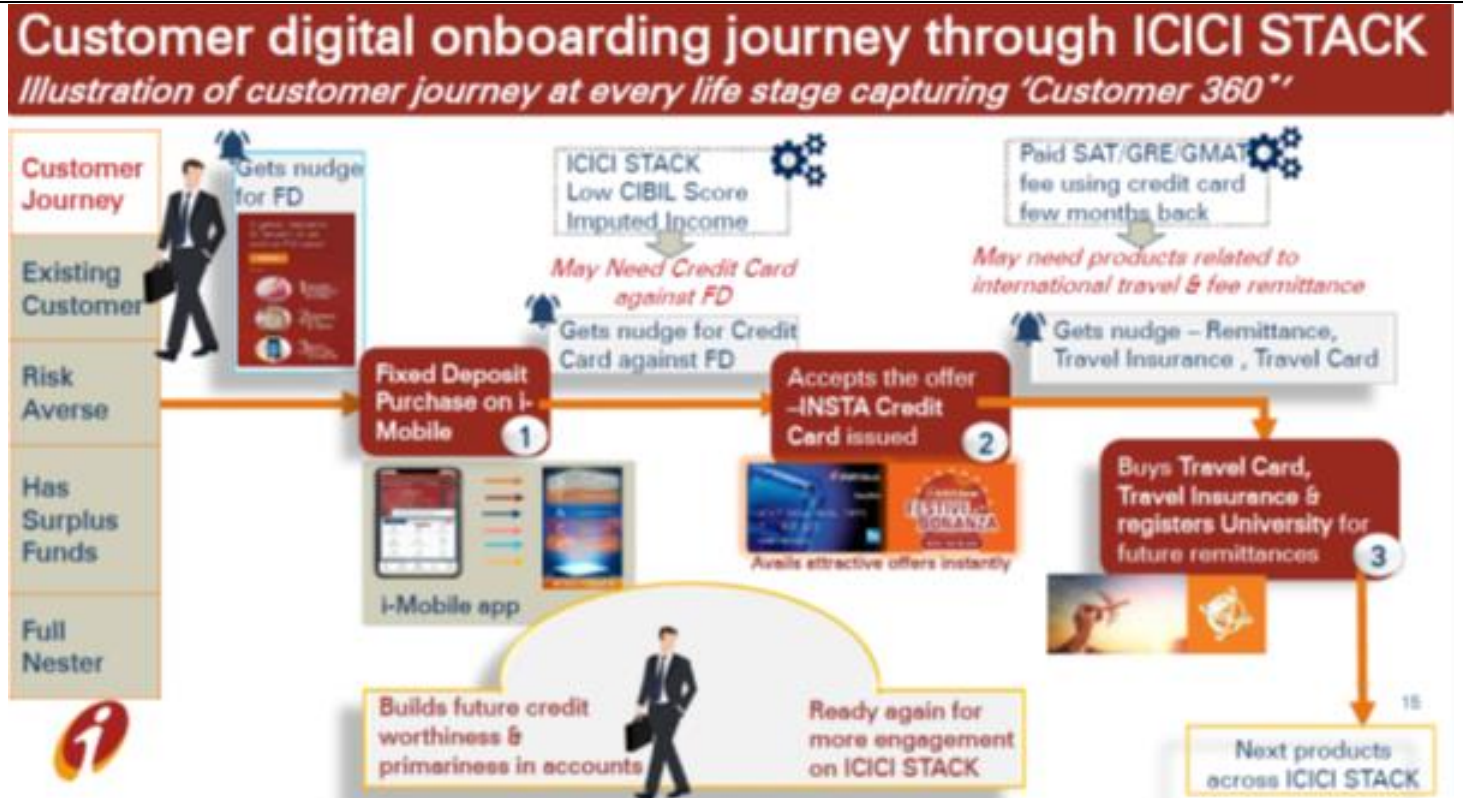 Customer digital onboarding journey through ICICI STACK
Illustration of customer journey at every life stage capturing 'Customer 360°'
Customer
Journey
Existing
Customer
Risk
Averse
Has
Surplus
Funds
Full
Nester
Gets nudge
for FD
ICICI STACK
Low CIBIL Score
Imputed Income
May Need Credit Card
against FD
Gets nudge for Credit
Card against FD
Paid SAT/GRE/GMAT
fee using credit card
few months back
May need products related to
international travel & fee remittance
Gets nudge – Remittance,
Travel Insurance , Travel Card
Fixed Deposit
Purchase on i-
Mobile
1
Accepts the offer
–INSTA Credit
Card issued
2
Buys Travel Card,
Travel Insurance &
registers University for
future remittances
3
i-Mobile app
FESTIVE
BONANZA
Avails attractive offers instantly
Builds future credit
worthiness &
primariness in accounts
Ready again for
more engagement
on ICICI STACK
15
Next products
across ICICI STACK